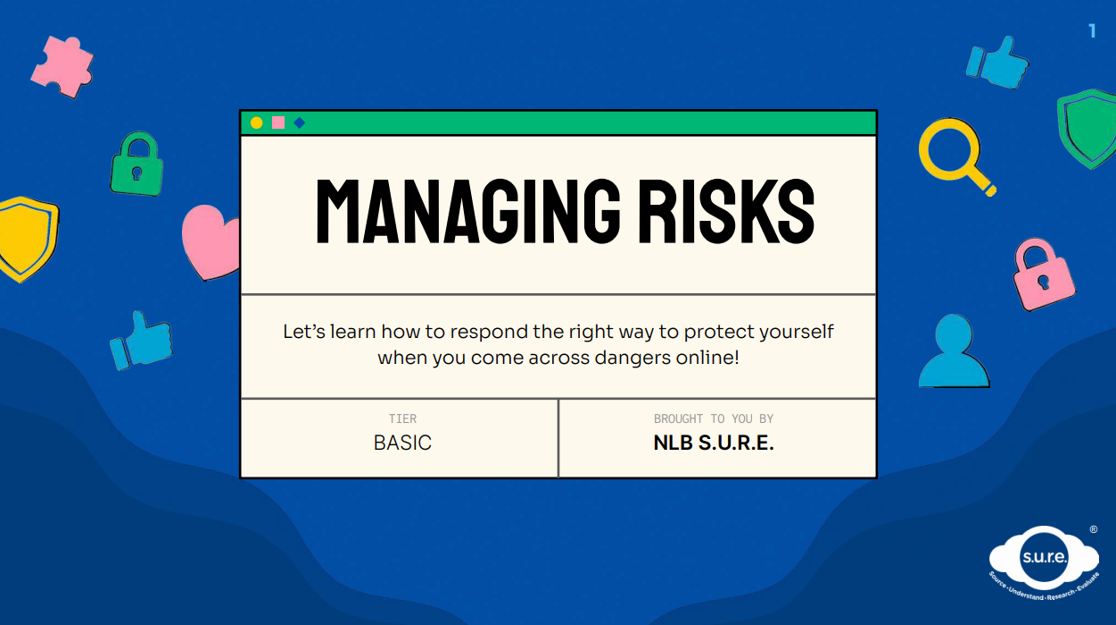 1
MANAGING RISKS
Let’s learn how to respond the right way to protect yourself
when you come across dangers online!
TIER
BASIC
BROUGHT TO YOU BY
NLB S.U.R.E.
®
s.u.r.e.
Source·Understand·Research·Evaluate